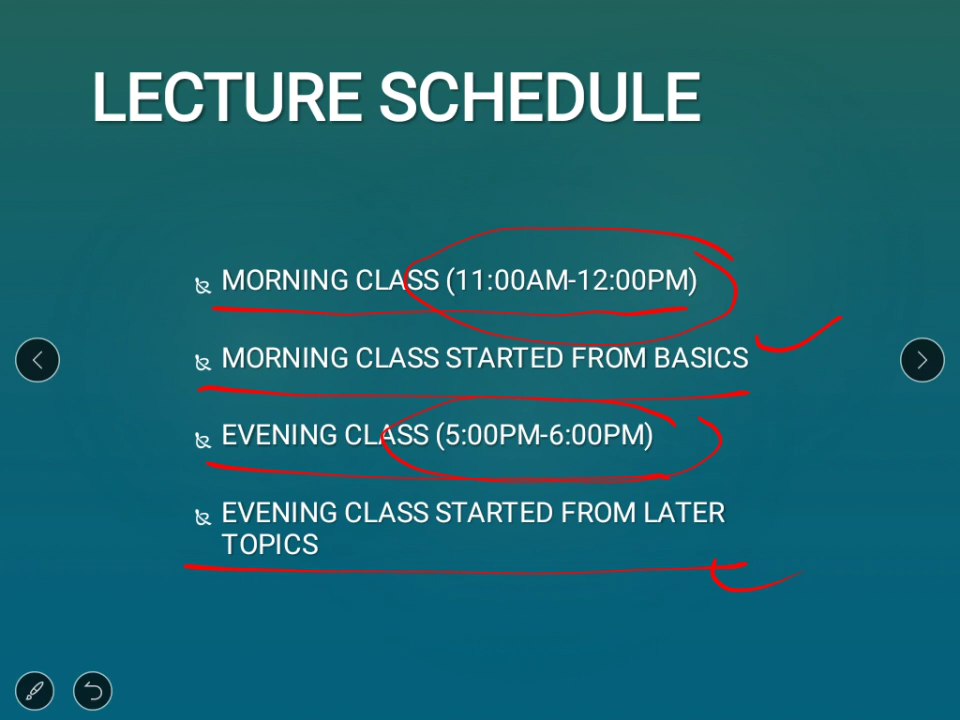 LECTURE SCHEDULE
MORNING CLASS (11:00AM-12:00PM)
MORNING CLASS STARTED FROM BASICS
EVENING CLASS (5:00PM-6:00PM)
EVENING CLASS STARTED FROM LATER
TOPICS